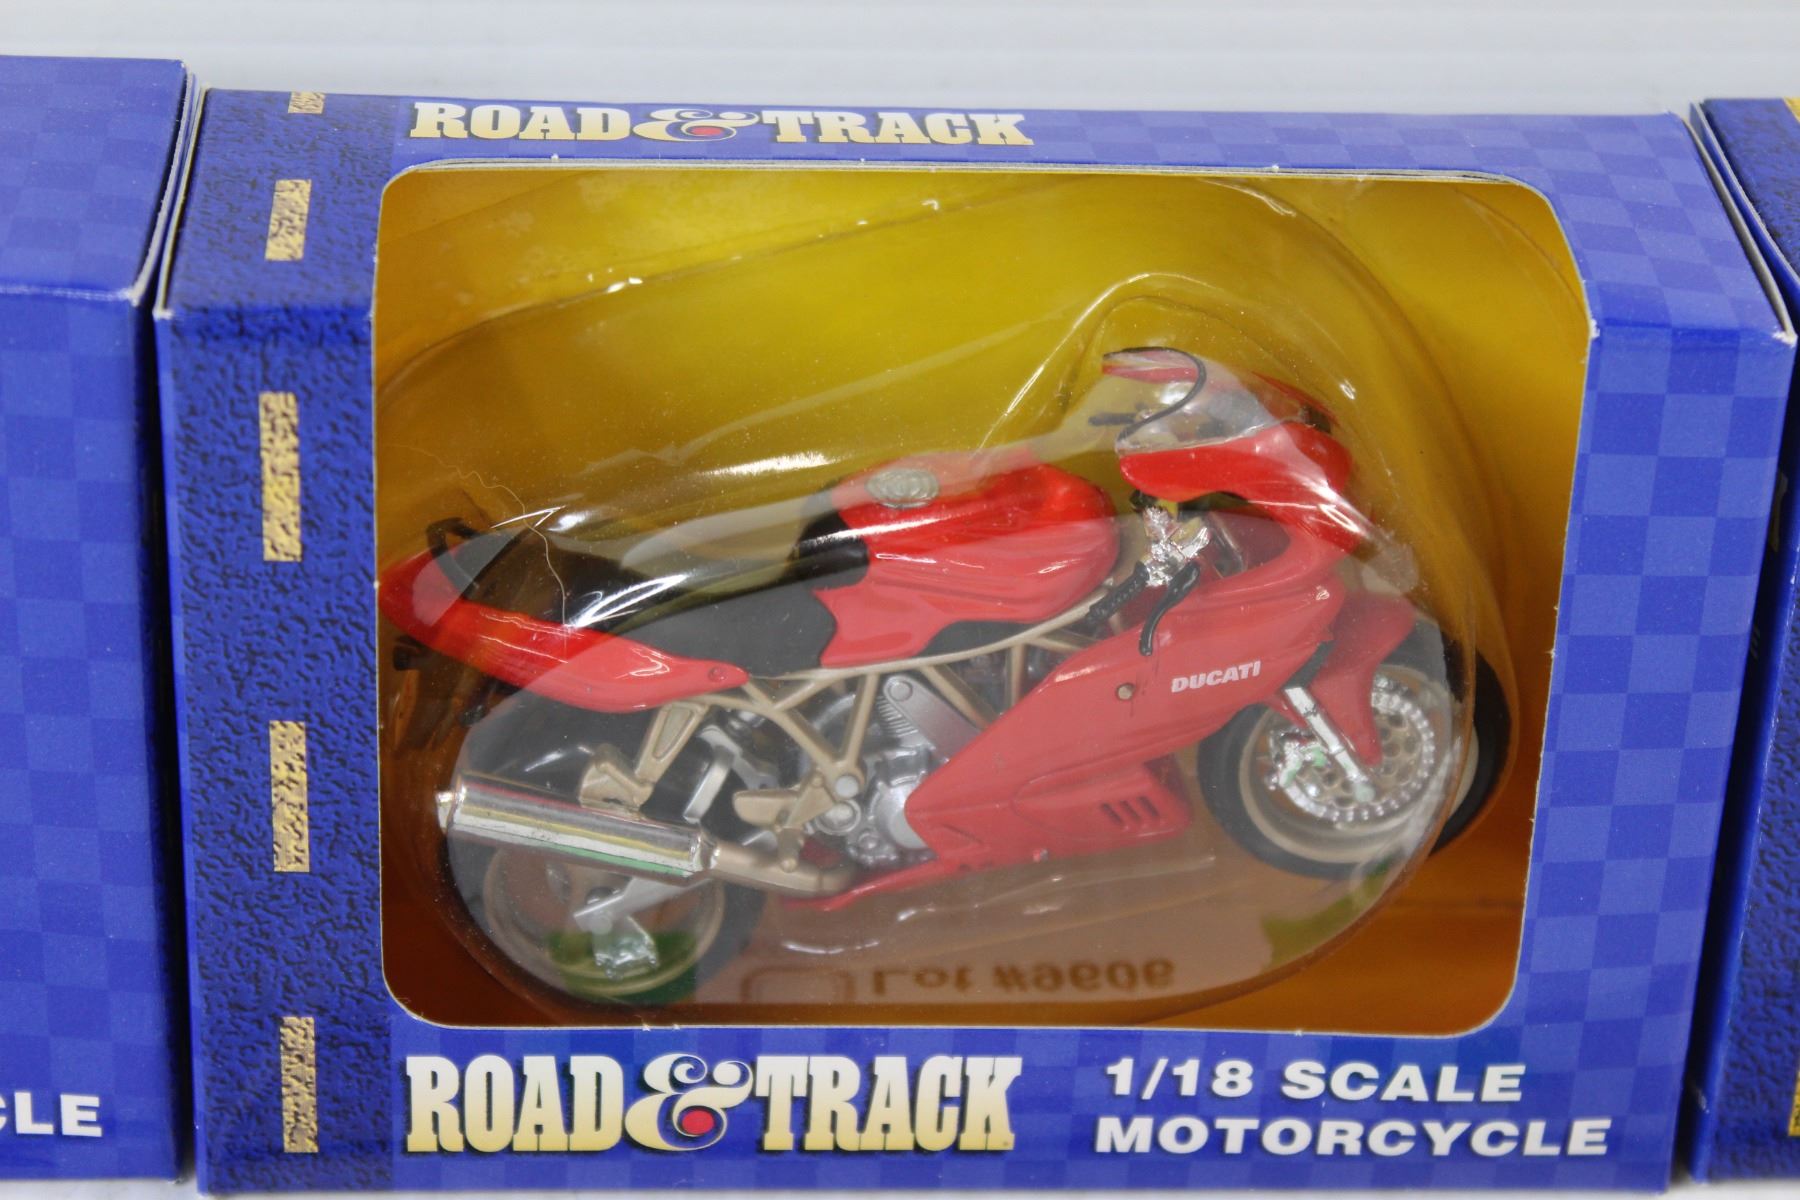 ROAD & TRACK
DUCATI
Lot #9606
ROAD & TRACK
1/18 SCALE
MOTORCYCLE
CLE